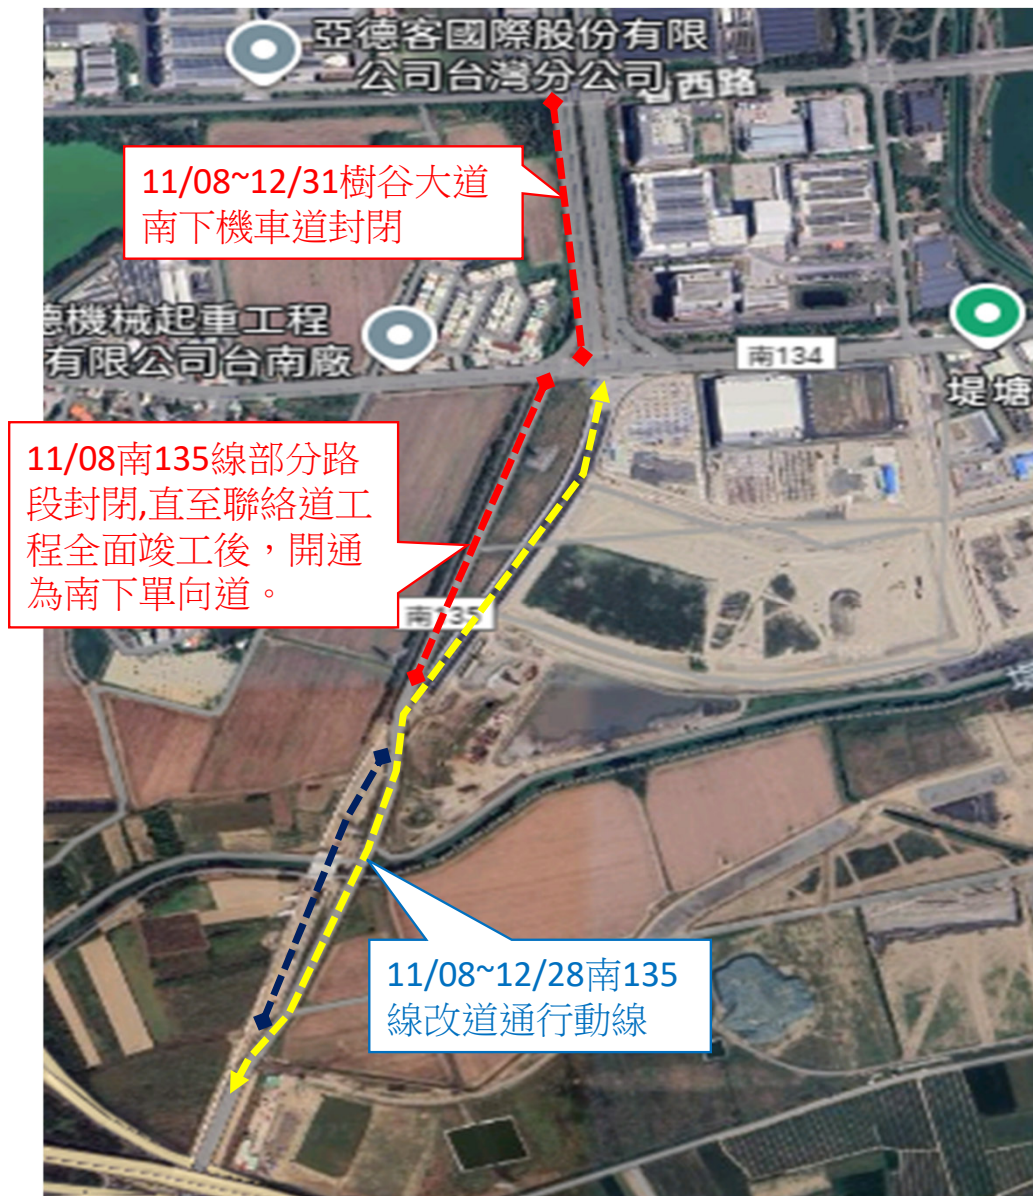 亞德客國際股份有限
公司台灣分公司
西路
11/08~12/31樹谷大道
南下機車道封閉
德機械起重工程
有限公司台南廠
南134
堤塘
11/08南135線部分路
段封閉,直至聯絡道工
程全面竣工後，開通
為南下單向道。
南135
11/08~12/28南135
線改道通行動線